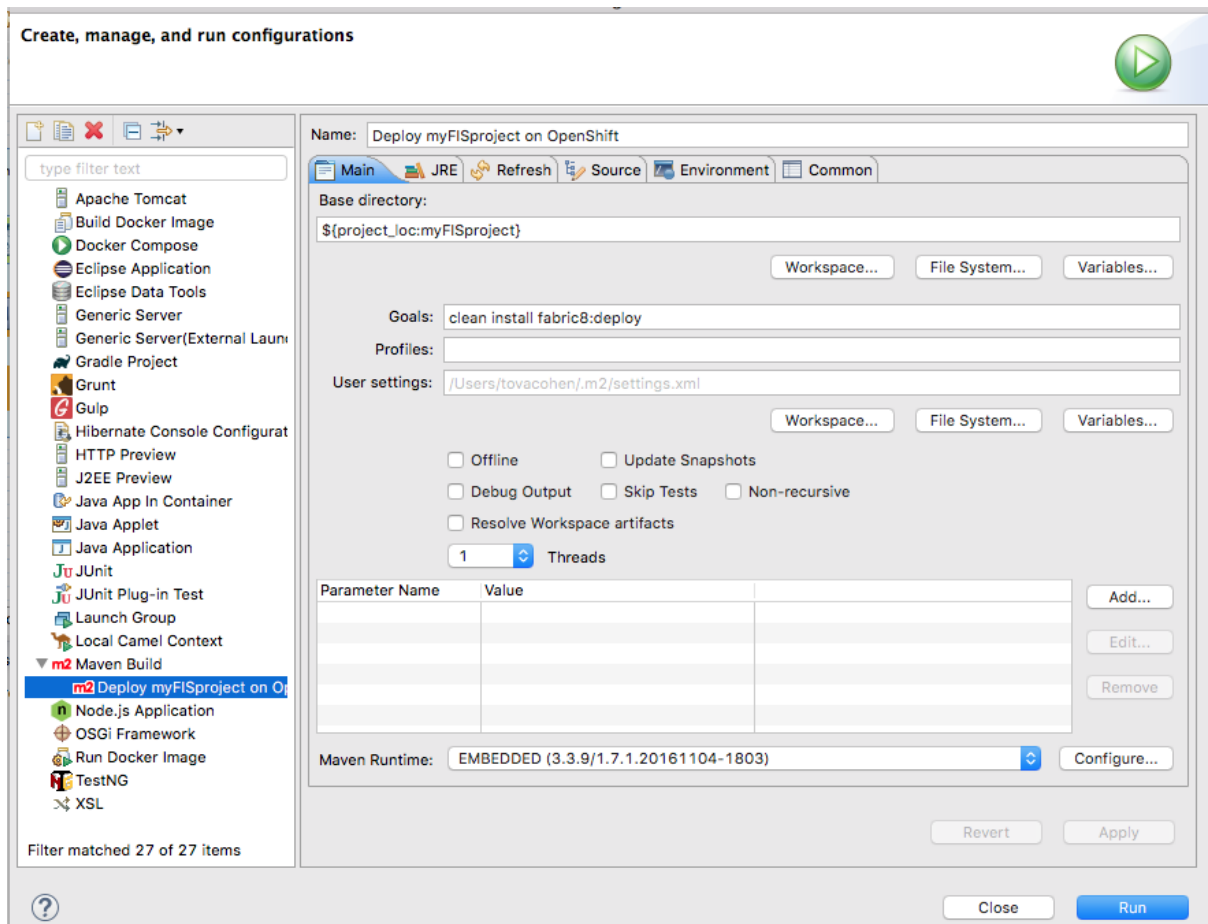 Create, manage, and run configurations
type filter text
Apache Tomcat
Build Docker Image
Docker Compose
Eclipse Application
Eclipse Data Tools
Generic Server
Generic Server(External Laun
Gradle Project
Grunt
Gulp
Hibernate Console Configurat
HTTP Preview
J2EE Preview
Java App In Container
Java Applet
Java Application
JUnit
JUnit Plug-in Test
Launch Group
Local Camel Context
m2 Maven Build
m2 Deploy myFISproject on Op
Node.js Application
OSGi Framework
Run Docker Image
TestNG
XSL
Filter matched 27 of 27 items
Name: Deploy myFISproject on OpenShift
Main JRE Refresh Source Environment Common
Base directory:
${project_loc:myFISproject}
Workspace... File System... Variables...
Goals: clean install fabric8:deploy
Profiles:
User settings: /Users/tovacohen/.m2/settings.xml
Workspace... File System... Variables...
Offline Update Snapshots
Debug Output Skip Tests Non-recursive
Resolve Workspace artifacts
1 Threads
Parameter Name Value
Add...
Edit...
Remove
Maven Runtime: EMBEDDED (3.3.9/1.7.1.20161104-1803) Configure...
Revert Apply
? Close Run